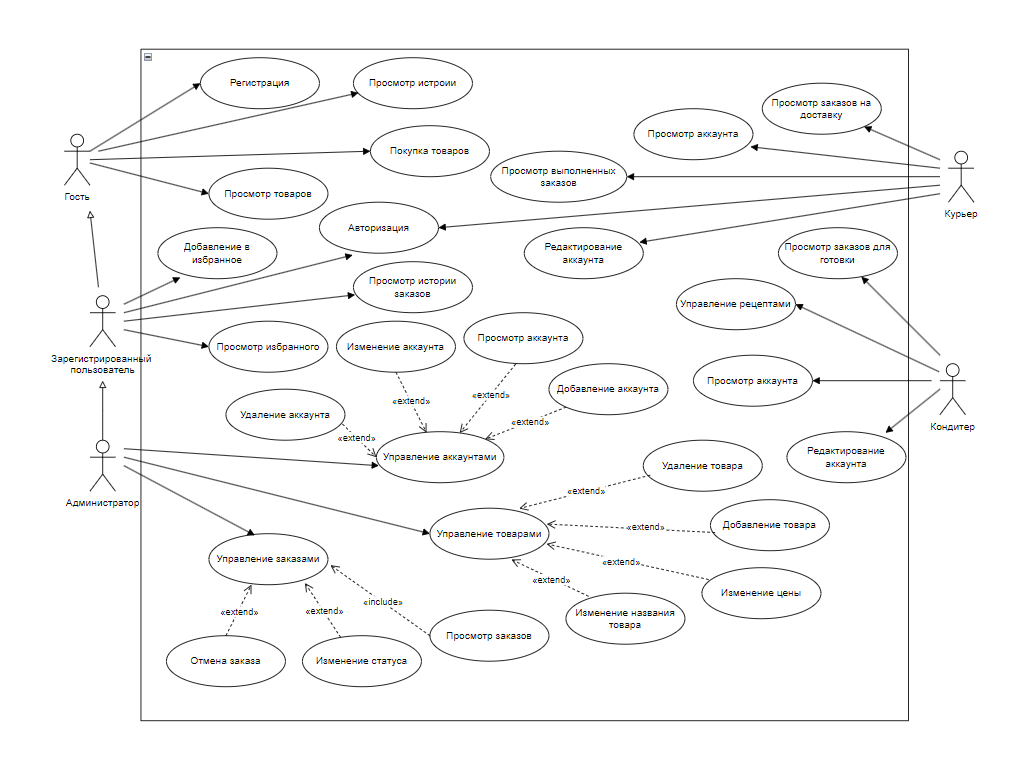 Регистрация
Просмотр истроии
Просмотр заказов на
доставку
Просмотр аккаунта
Покупка товаров
Просмотр выполненных
заказов
Гость
Просмотр товаров
Курьер
Авторизация
Добавление в
избранное
Редактирование
аккаунта
Просмотр заказов для
готовки
Просмотр истории
заказов
Управление рецептами
Зарегистрированный
пользователь
Просмотр избранного
Изменение аккаунта
Просмотр аккаунта
Просмотр аккаунта
Добавление аккаунта
«extend»
«extend»
Удаление аккаунта
«extend»
«extend»
Кондитер
Управление аккаунтами
Редактирование
аккаунта
Администратор
Удаление товара
«extend»
Управление товарами
«extend»
Добавление товара
Управление заказами
«extend»
«extend»
Изменение цены
«extend»
«extend»
«include»
Изменение названия
товара
Просмотр заказов
Отмена заказа
Изменение статуса